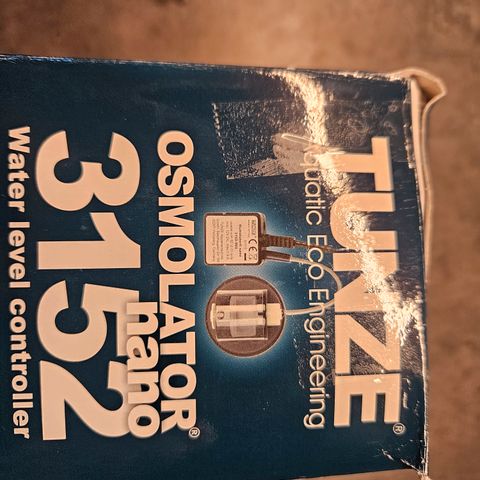 TUNZE®
Aquatic Eco Engineering
OSMOLATOR®
nano
3152
Water level controller